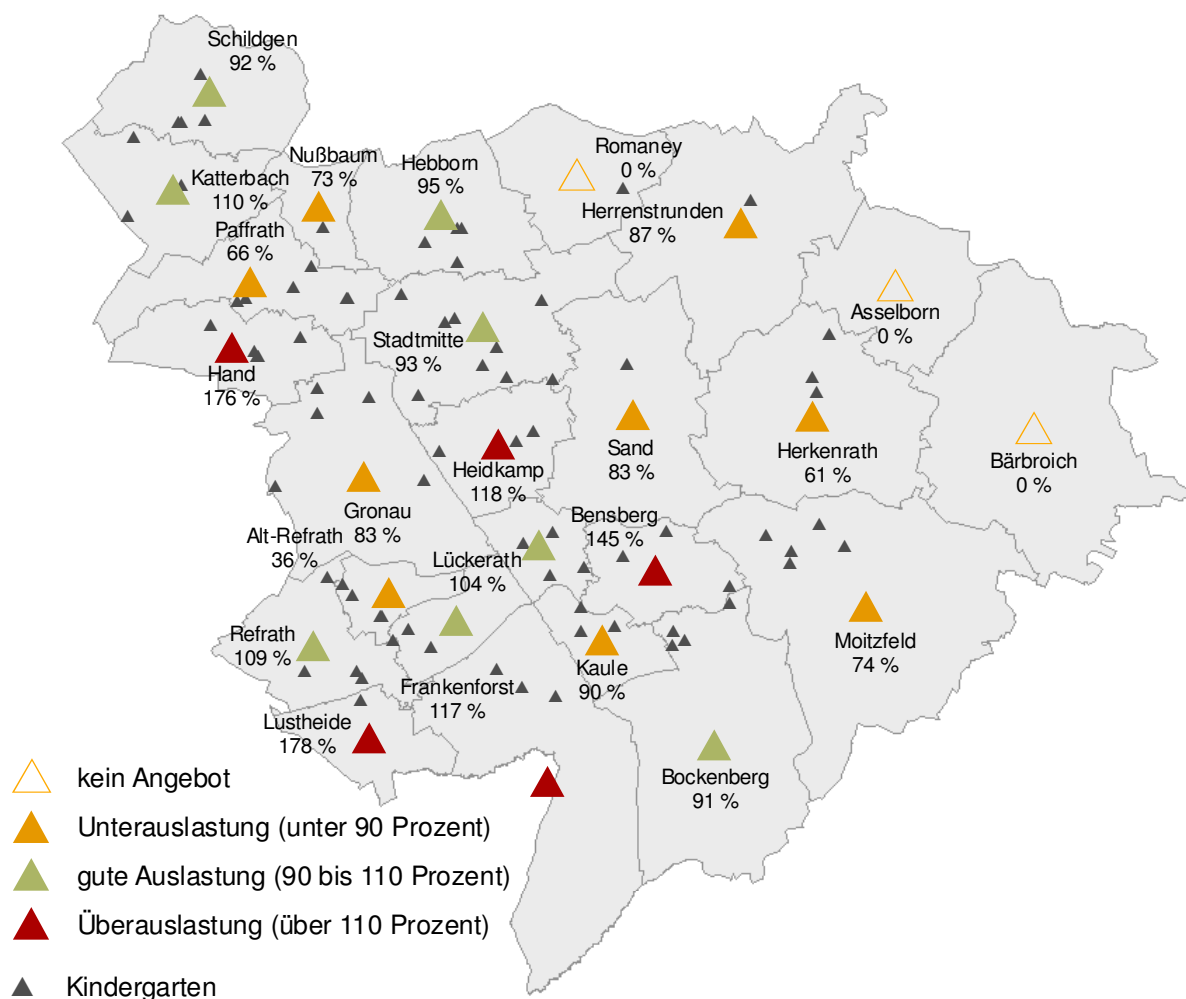 Schildgen
92 %
Nußbaum
73 %
Hebborn
95 %
Romaney
0 %
Katterbach
110 %
Herrenstrunden
87 %
Paffrath
66 %
Asselborn
0 %
Stadtmitte
93 %
Hand
176 %
Heidkamp
118 %
Sand
83 %
Herkenrath
61 %
Bärbroich
0 %
Gronau
83 %
Bensberg
145 %
Alt-Refrath
36 %
Lückerath
104 %
Refrath
109 %
Moitzfeld
74 %
Kaule
90 %
Frankenforst
117 %
Lustheide
178 %
Bockenberg
91 %
kein Angebot
Unterauslastung (unter 90 Prozent)
gute Auslastung (90 bis 110 Prozent)
Überauslastung (über 110 Prozent)
Kindergarten